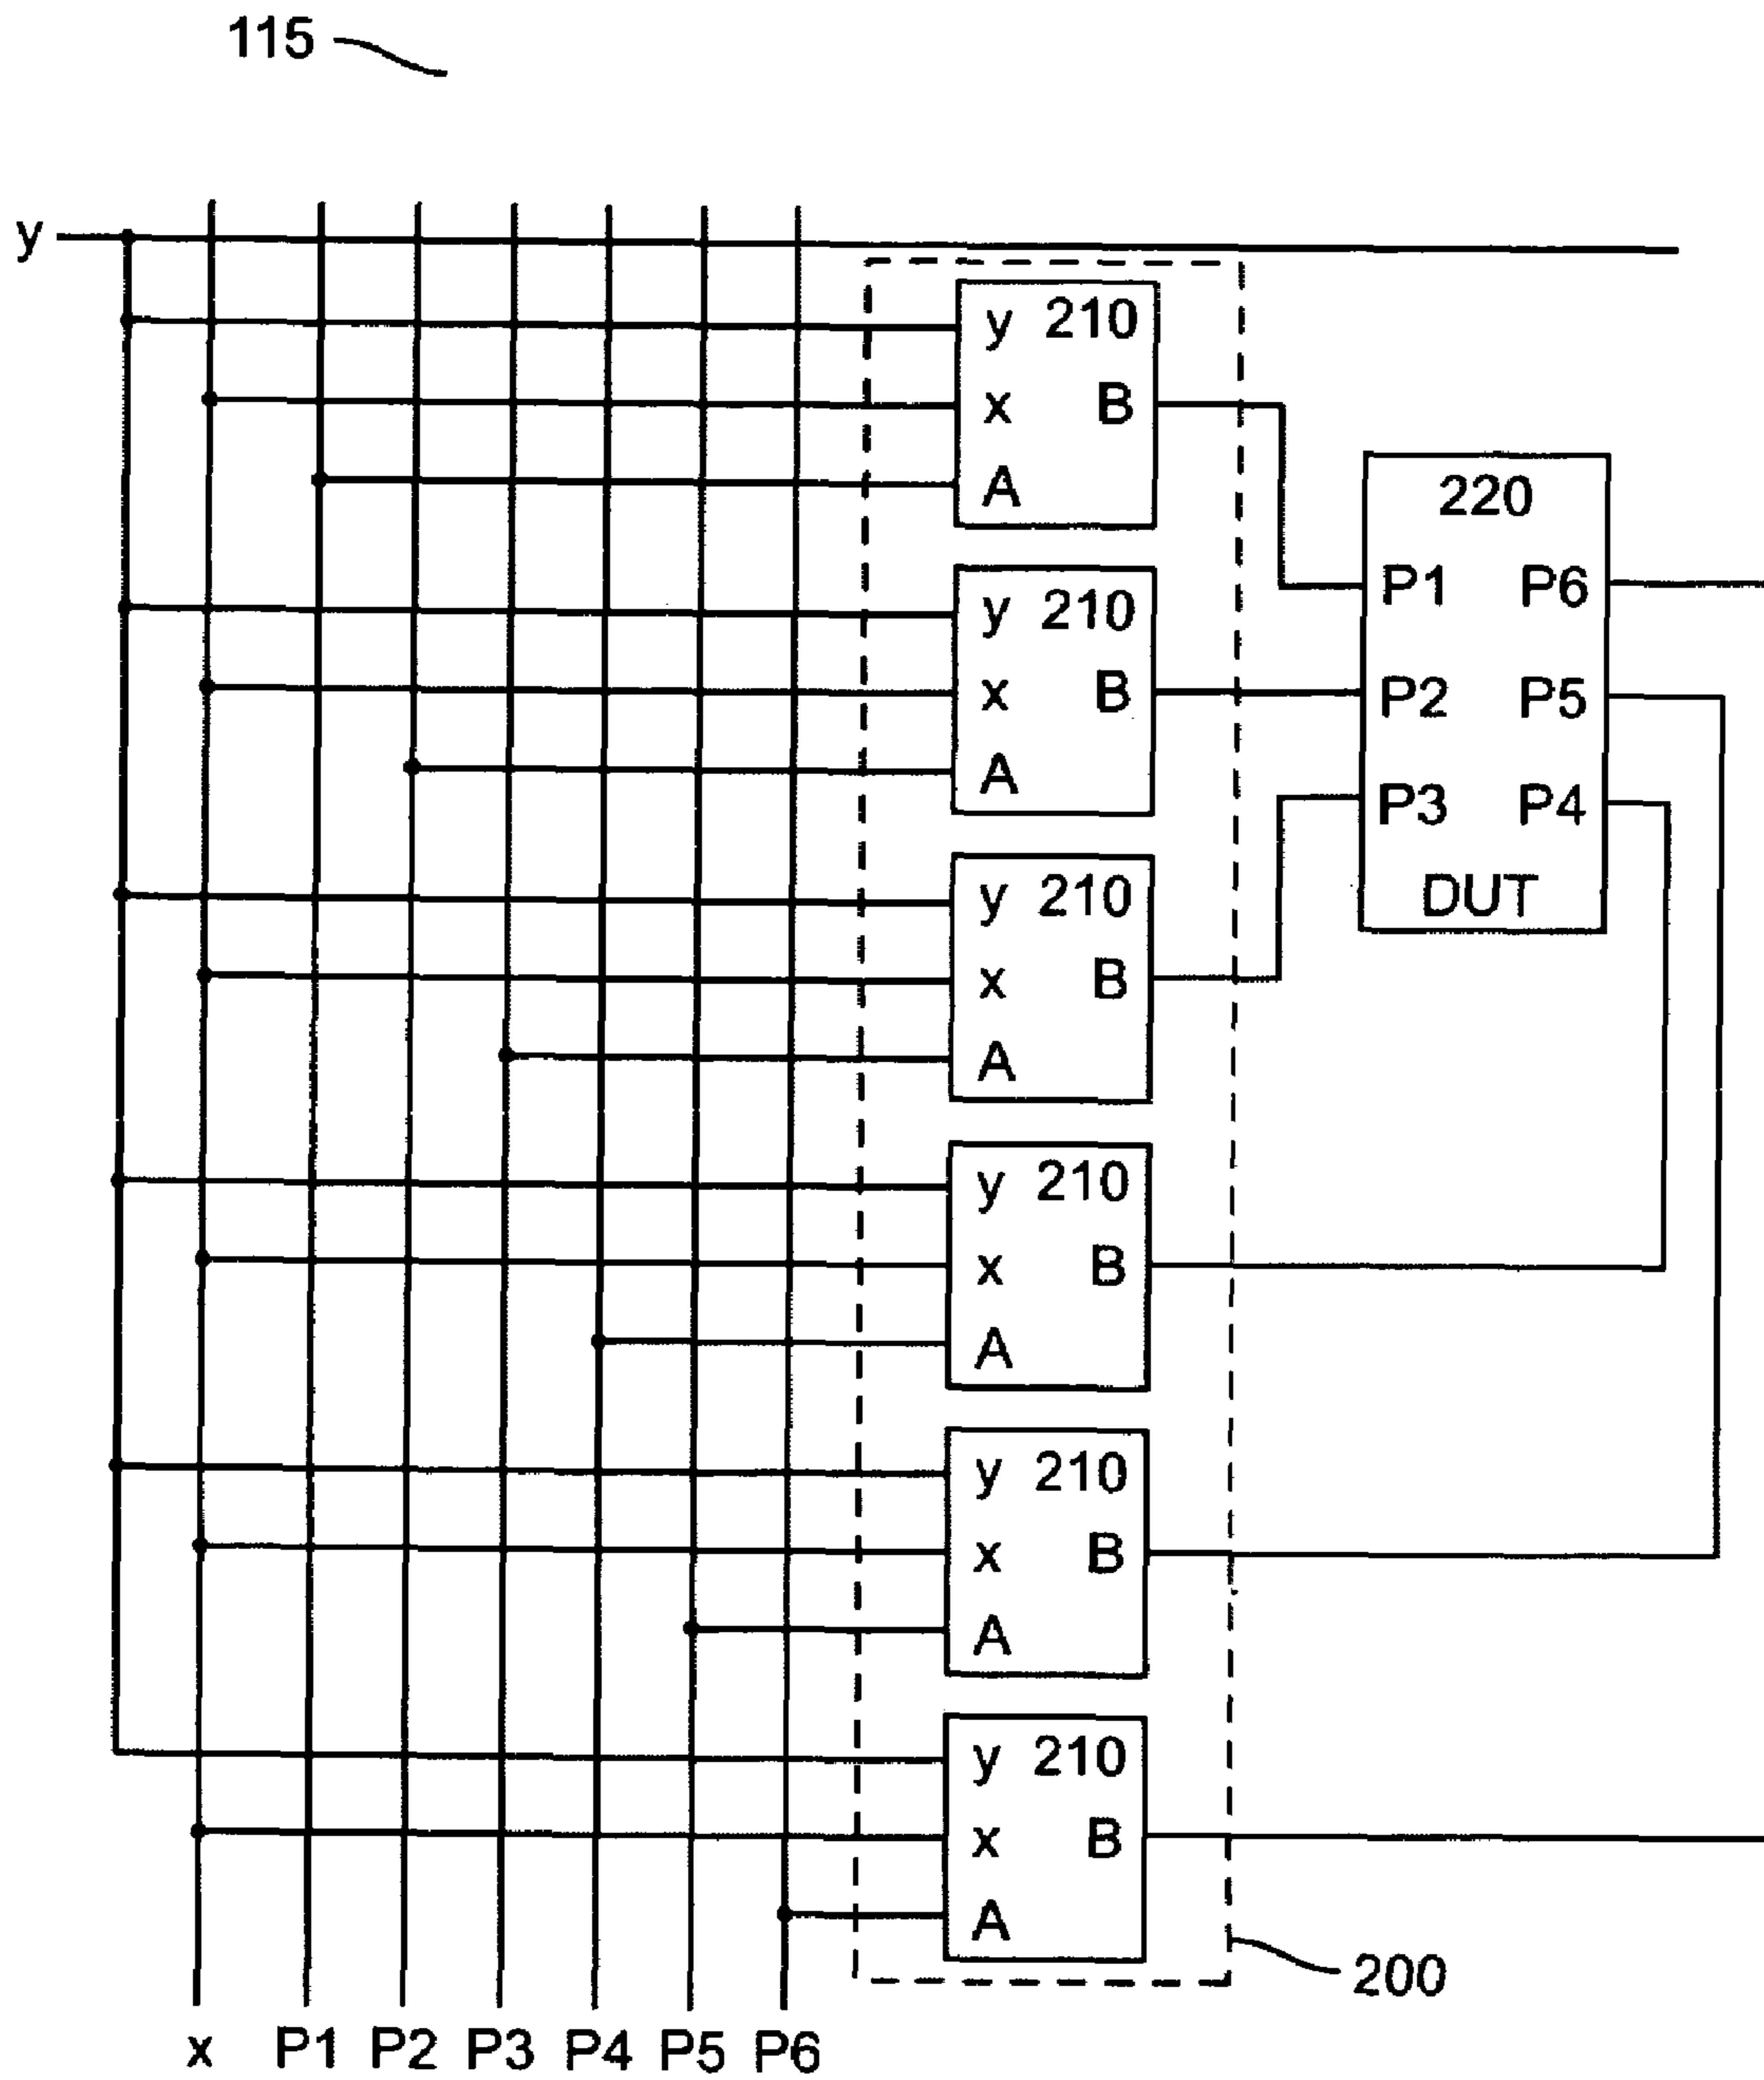 115
y
y 210
x B
A
220
P1 P6
P2 P5
P3 P4
DUT
y 210
x B
A
y 210
x B
A
y 210
x B
A
y 210
x B
A
y 210
x B
A
200
x P1 P2 P3 P4 P5 P6